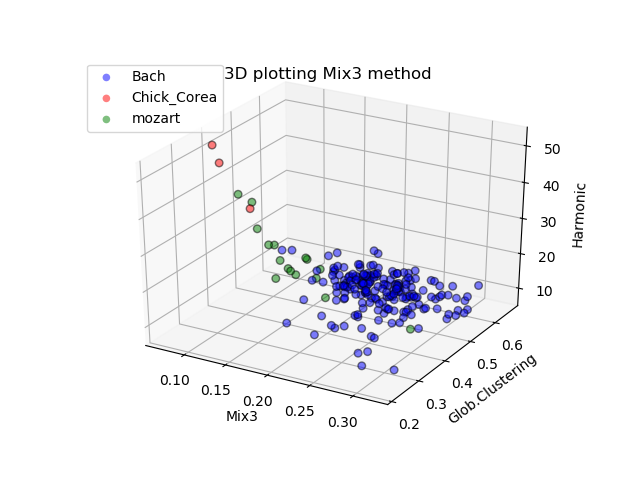 3D plotting Mix3 method
Bach
Chick_Corea
mozart
50
40
30
20
10
Harmonic
0.6
0.5
0.4
0.3
0.2
Glob.Clustering
0.10
0.15
0.20
0.25
0.30
Mix3